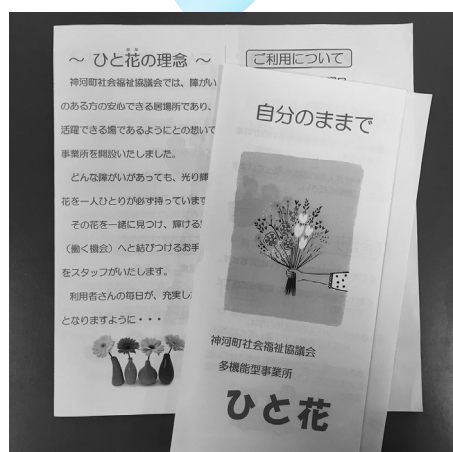 ～ ひと花の理念 ～
はな
神河町社会福祉協議会では、障がい
のある方の安心できる居場所であり、
活躍できる場であるようにとの想いで
事業所を開設いたしました。
どんな障がいがあっても、光り輝
花を一人ひとりが必ず持っています
その花を一緒に見つけ、輝ける
（働く機会）へと結びつけるお手
をスタッフがいたします。
利用者さんの毎日が、充実し
となりますように・・・
ご利用について
自分のままで
神河町社会福祉協議会
多機能型事業所
ひと花